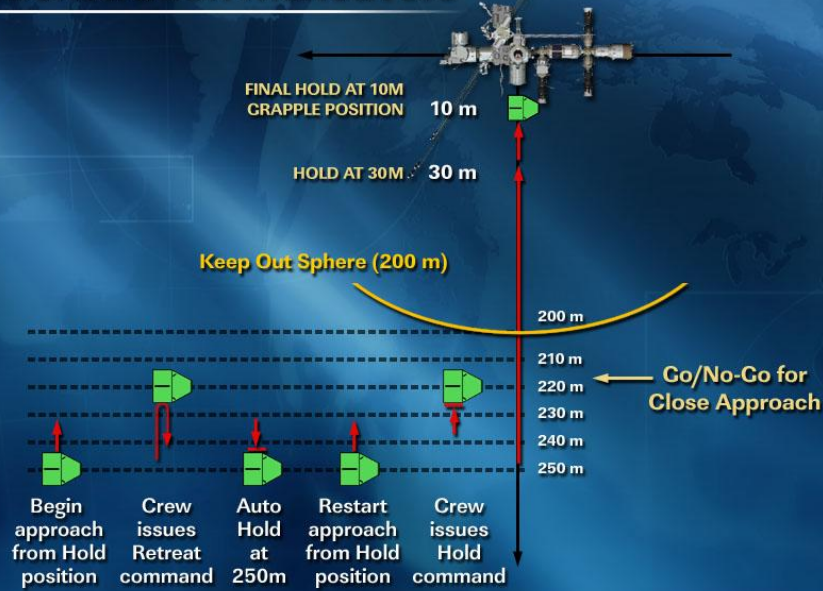 FINAL HOLD AT 10M
GRAPPLE POSITION
10 m
HOLD AT 30M
30 m
Keep Out Sphere (200 m)
200 m
210 m
220 m
230 m
240 m
250 m
Go/No-Go for
Close Approach
Begin
approach
from Hold
position
Crew
issues
Retreat
command
Auto
Hold
at
250m
Restart
approach
from Hold
position
Crew
issues
Hold
command